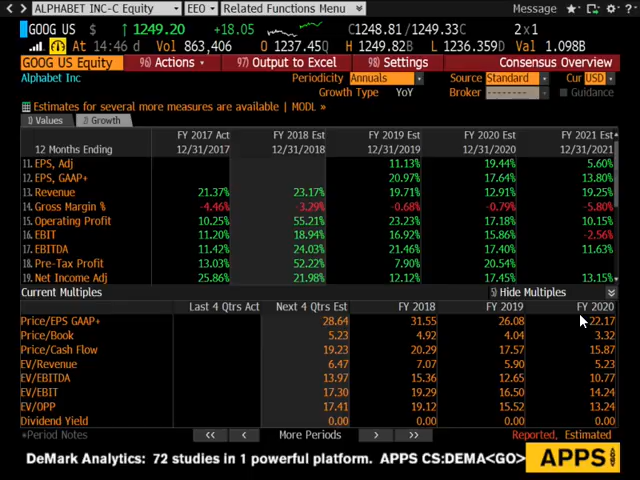 ALPHABET INC-C Equity EEO Related Functions Menu Message
GOOG US $ ↑ 1249.20 +18.05 C1248.81/1249.33C 2×1
At 14:46 d Vol 863,406 O 1237.45Q H 1249.82B L 1236.359D Val 1.098B
GOOG US Equity 96) Actions 97) Output to Excel 98) Settings Consensus Overview
Alphabet Inc Periodicity Annuals Source Standard Cur USD
Growth Type YoY Broker -------- Guidance
Estimates for several more measures are available | MODL »
1) Values 2) Growth
FY 2017 Act FY 2018 Est FY 2019 Est FY 2020 Est FY 2021 Est
12 Months Ending 12/31/2017 12/31/2018 12/31/2019 12/31/2020 12/31/2021
11. EPS, Adj 11.13% 19.44% 5.60%
12. EPS, GAAP+ 20.97% 17.64% 13.80%
13. Revenue 21.37% 23.17% 19.71% 12.91% 19.25%
14. Gross Margin % -4.46% -3.29% -0.68% -0.79% -5.80%
15. Operating Profit 10.25% 55.21% 23.23% 17.18% 10.15%
16. EBIT 11.20% 18.94% 16.92% 15.86% -2.56%
17. EBITDA 11.42% 24.03% 21.46% 17.40% 11.63%
18. Pre-Tax Profit 13.03% 52.22% 7.90% 20.54%
19. Net Income Adj 25.86% 21.98% 12.12% 17.45% 13.15%
Current Multiples Hide Multiples
Last 4 Qtrs Act Next 4 Qtrs Est FY 2018 FY 2019 FY 2020
Price/EPS GAAP+ 28.64 31.55 26.08 22.17
Price/Book 5.23 4.92 4.04 3.32
Price/Cash Flow 19.23 20.29 17.57 15.87
EV/Revenue 6.47 7.07 5.90 5.23
EV/EBITDA 13.97 15.36 12.65 10.77
EV/EBIT 17.30 19.29 16.50 14.24
EV/OPP 17.41 19.12 15.52 13.24
Dividend Yield 0.00 0.00 0.00 0.00
*Period Notes << < More Periods > >> Reported, Estimated
DeMark Analytics: 72 studies in 1 powerful platform. APPS CS:DEMA<GO> APPS